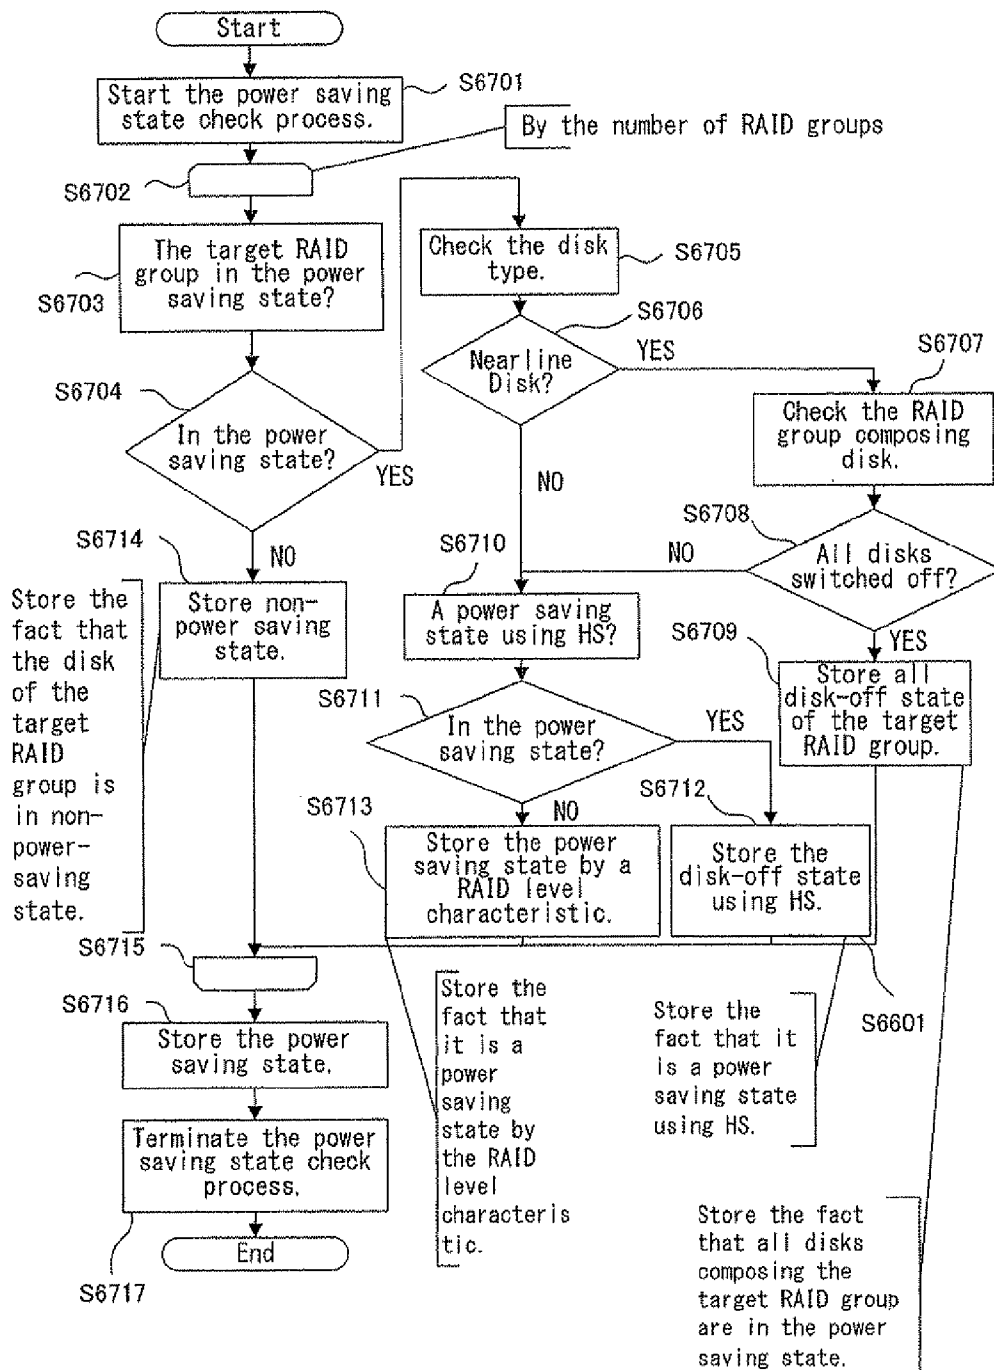 Start
S6701
Start the power saving
state check process.
By the number of RAID groups
S6702
The target RAID
group in the power
saving state?
S6703
Check the disk
type.
S6705
S6706
Nearline
Disk?
YES
NO
S6707
Check the RAID
group composing
disk.
S6704
In the power
saving state?
YES
NO
S6708
All disks
switched off?
NO
YES
S6714
Store non-
power saving
state.
Store the
fact that
the disk
of the
target
RAID
group is
in non-
power-
saving
state.
S6710
A power saving
state using HS?
S6709
Store all
disk-off state
of the target
RAID group.
S6711
In the power
saving state?
YES
NO
S6712
Store the
disk-off state
using HS.
S6713
Store the power
saving state by a
RAID level
characteristic.
S6715
S6716
Store the power
saving state.
Terminate the power
saving state check
process.
End
S6717
Store the
fact that
it is a
power
saving
state by
the RAID
level
characteris
tic.
Store the
fact that it
is a power
saving state
using HS.
S6601
Store the fact
that all disks
composing the
target RAID group
are in the power
saving state.